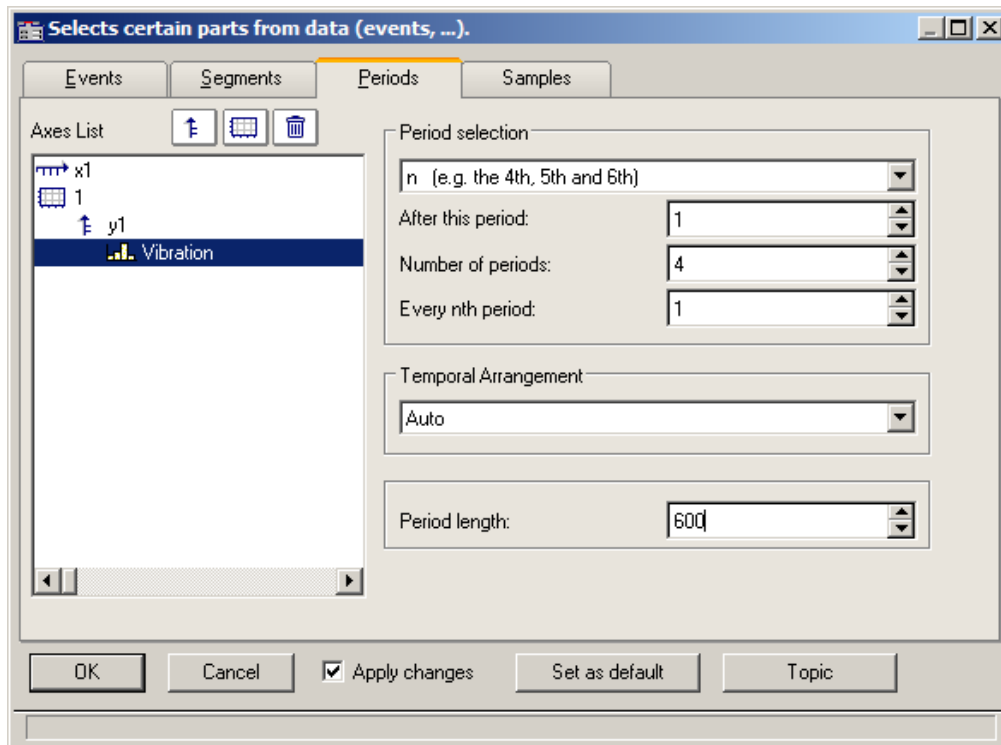 Selects certain parts from data (events, ...).
Events Segments Periods Samples
Axes List
x1
1
y1
Vibration
Period selection
n (e.g. the 4th, 5th and 6th)
After this period: 1
Number of periods: 4
Every nth period: 1
Temporal Arrangement
Auto
Period length: 600
OK Cancel Apply changes Set as default Topic